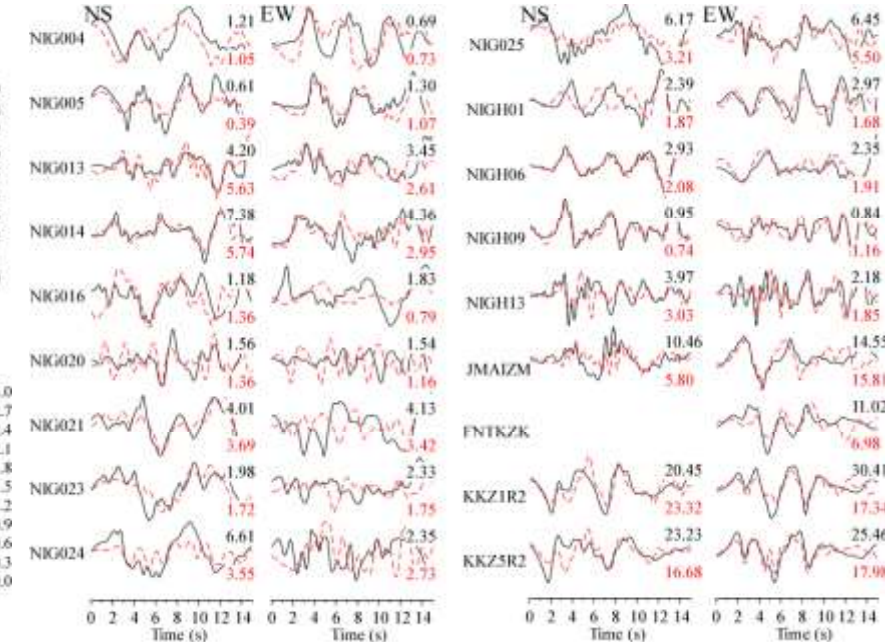 NS EW NS EW
NIG004 1.21 1.05 0.69 0.73 NIG025 6.17 3.21 6.45 5.50
NIG005 0.61 0.39 1.30 1.07 NIGH01 2.39 1.87 2.97 1.68
NIG013 4.20 5.63 3.45 2.61 NIGH06 2.93 2.08 2.35 1.91
NIG014 7.38 5.74 4.36 2.95 NIGH09 0.95 0.74 0.84 1.16
NIG016 1.18 1.36 1.83 0.79 NIGH13 3.97 3.03 2.18 1.85
NIG020 1.56 1.36 1.54 1.16 JMAIZM 10.46 5.80 14.55 15.81
NIG021 4.01 3.69 4.13 3.42 FNTKZK 11.02 6.98
NIG023 1.98 1.72 2.33 1.75 KKZ1R2 20.45 23.32 30.41 17.34
NIG024 6.61 3.55 2.35 2.73 KKZ5R2 23.23 16.68 25.46 17.98
0 2 4 6 8 10 12 14 0 2 4 6 8 10 12 14 0 2 4 6 8 10 12 14 0 2 4 6 8 10 12 14
Time (s) Time (s) Time (s) Time (s)